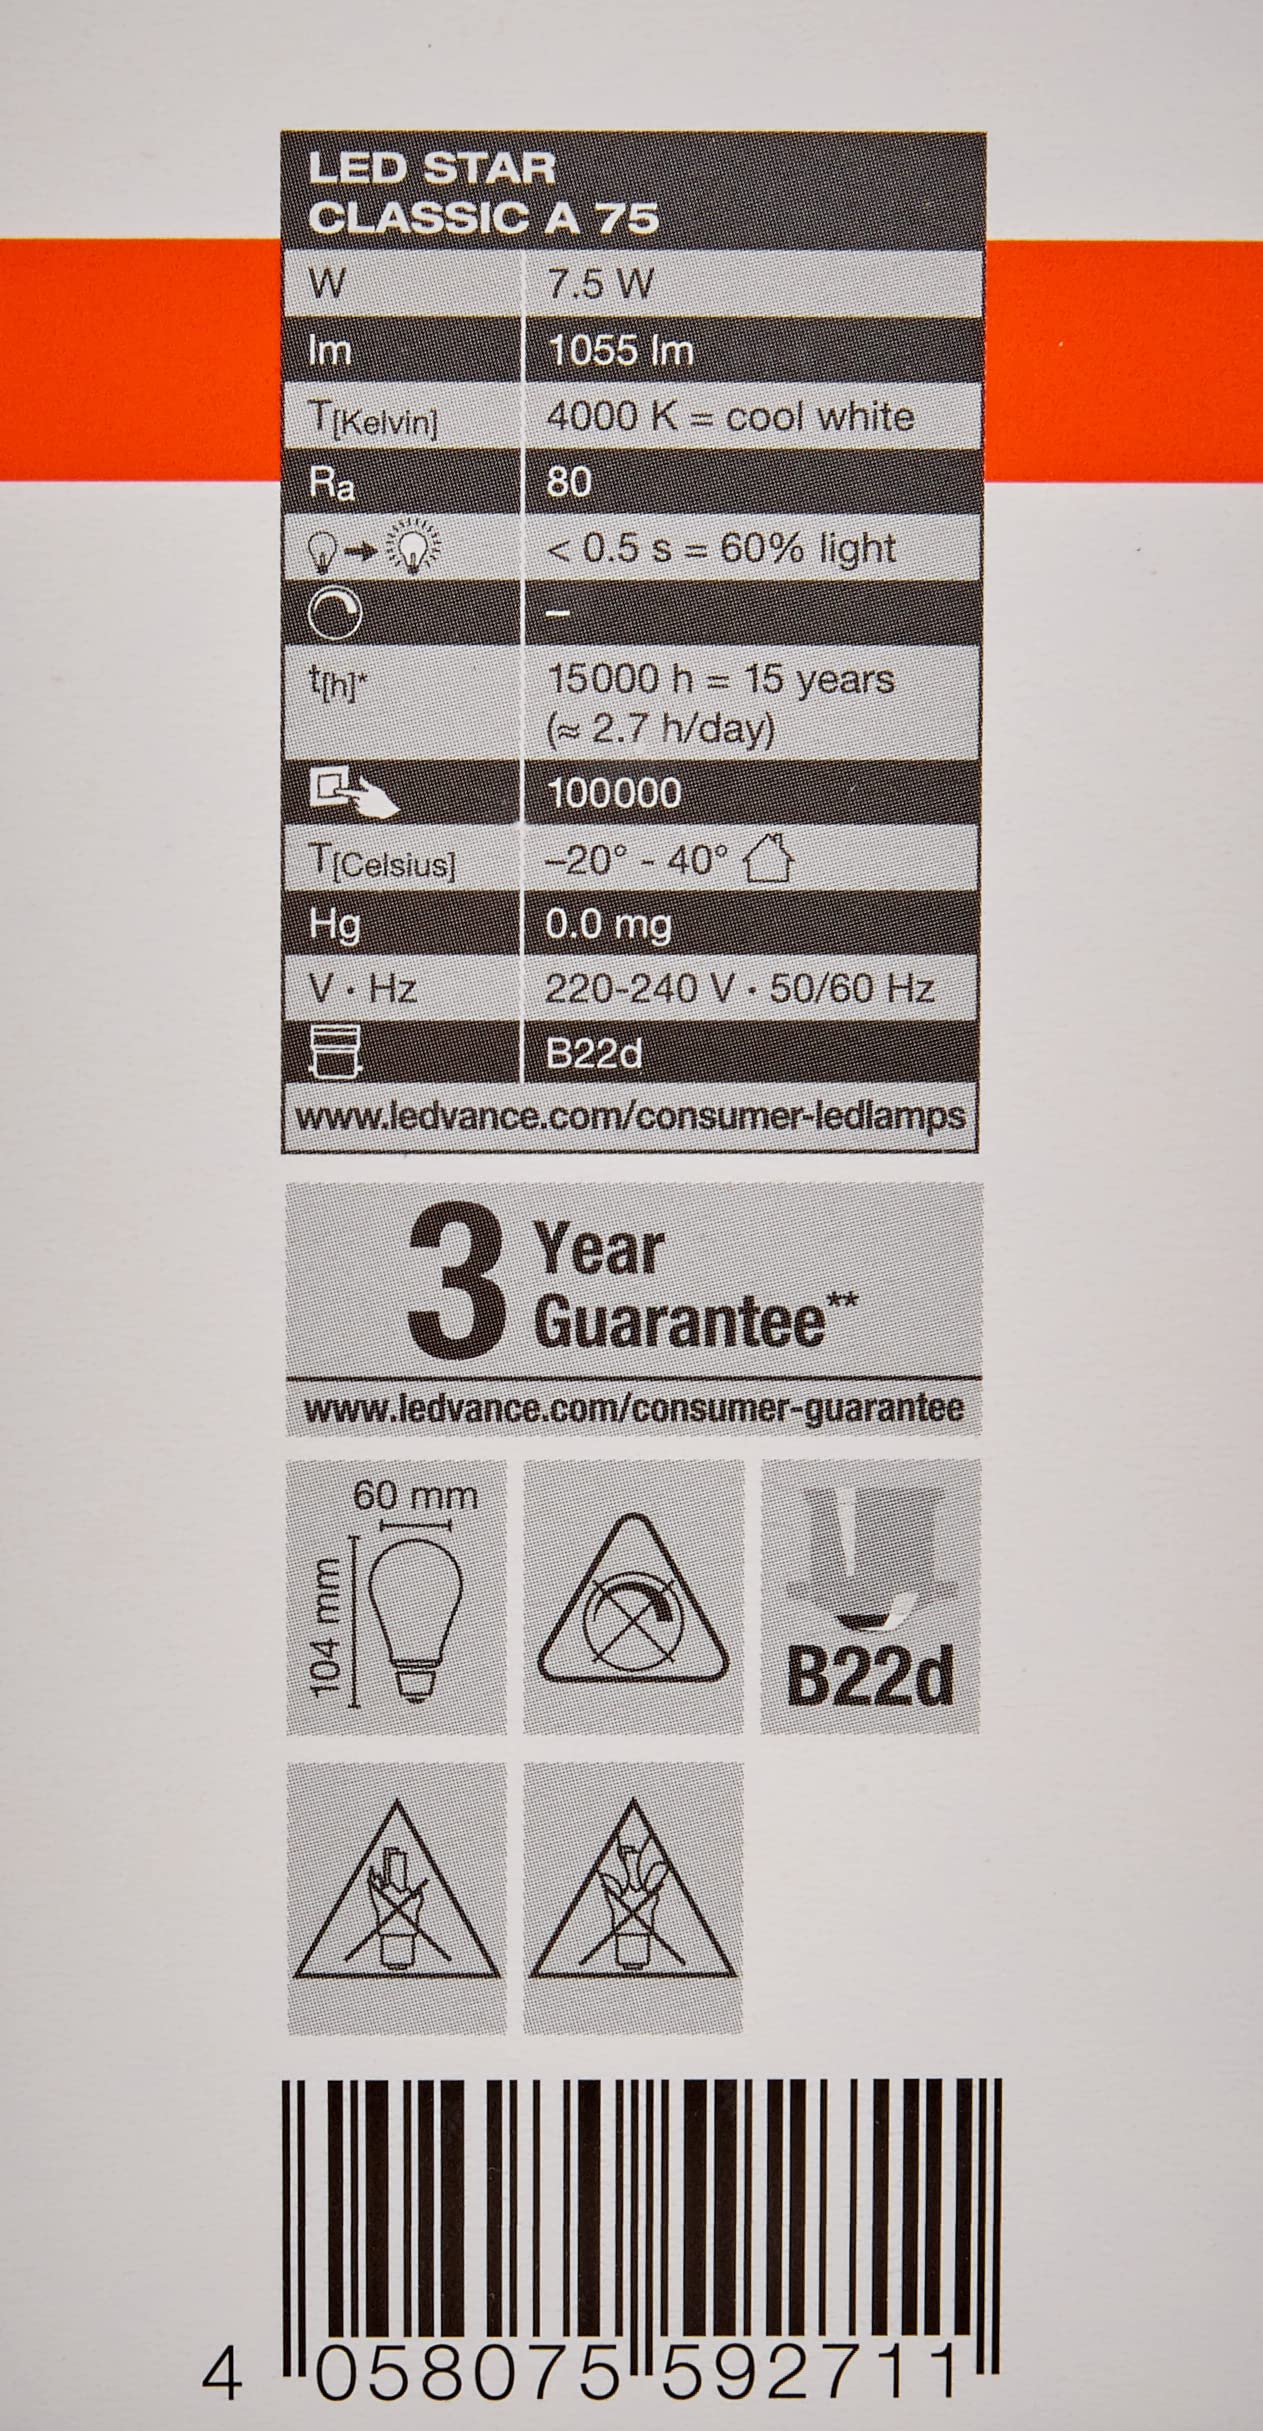 LED STAR
CLASSIC A 75
W 7.5 W
lm 1055 lm
T[Kelvin] 4000 K = cool white
Ra 80
< 0.5 s = 60% light
–
t[h]* 15000 h = 15 years
(≈ 2.7 h/day)
100000
T[Celsius] –20° - 40°
Hg 0.0 mg
V · Hz 220-240 V · 50/60 Hz
B22d
www.ledvance.com/consumer-ledlamps
3 Year
Guarantee**
www.ledvance.com/consumer-guarantee
60 mm
104 mm
B22d
4 058075 592711